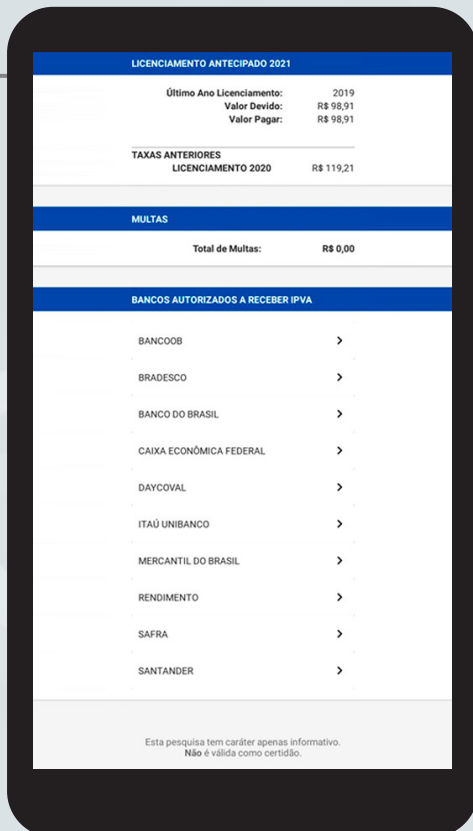 LICENCIAMENTO ANTECIPADO 2021
Último Ano Licenciamento: 2019
Valor Devido: R$ 98,91
Valor Pagar: R$ 98,91
TAXAS ANTERIORES
LICENCIAMENTO 2020 R$ 119,21
MULTAS
Total de Multas: R$ 0,00
BANCOS AUTORIZADOS A RECEBER IPVA
BANCOOB
BRADESCO
BANCO DO BRASIL
CAIXA ECONÔMICA FEDERAL
DAYCOVAL
ITAÚ UNIBANCO
MERCANTIL DO BRASIL
RENDIMENTO
SAFRA
SANTANDER
Esta pesquisa tem caráter apenas informativo.
Não é válida como certidão.